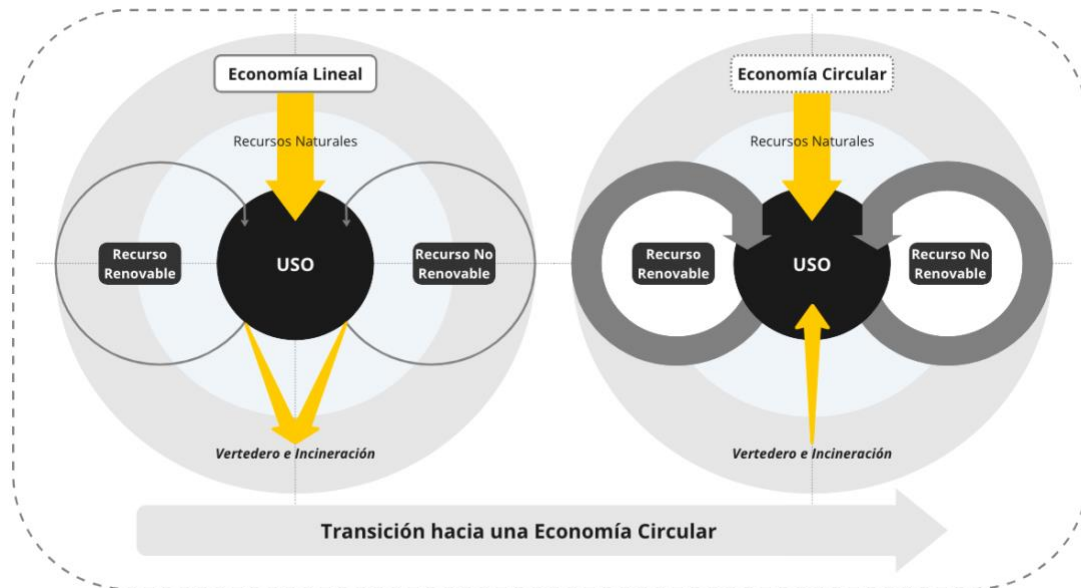 Economía Lineal
Recursos Naturales
Recurso
Renovable
USO
Recurso No
Renovable
Vertedero e Incineración
Economía Circular
Recursos Naturales
Recurso
Renovable
USO
Recurso No
Renovable
Vertedero e Incineración
Transición hacia una Economía Circular